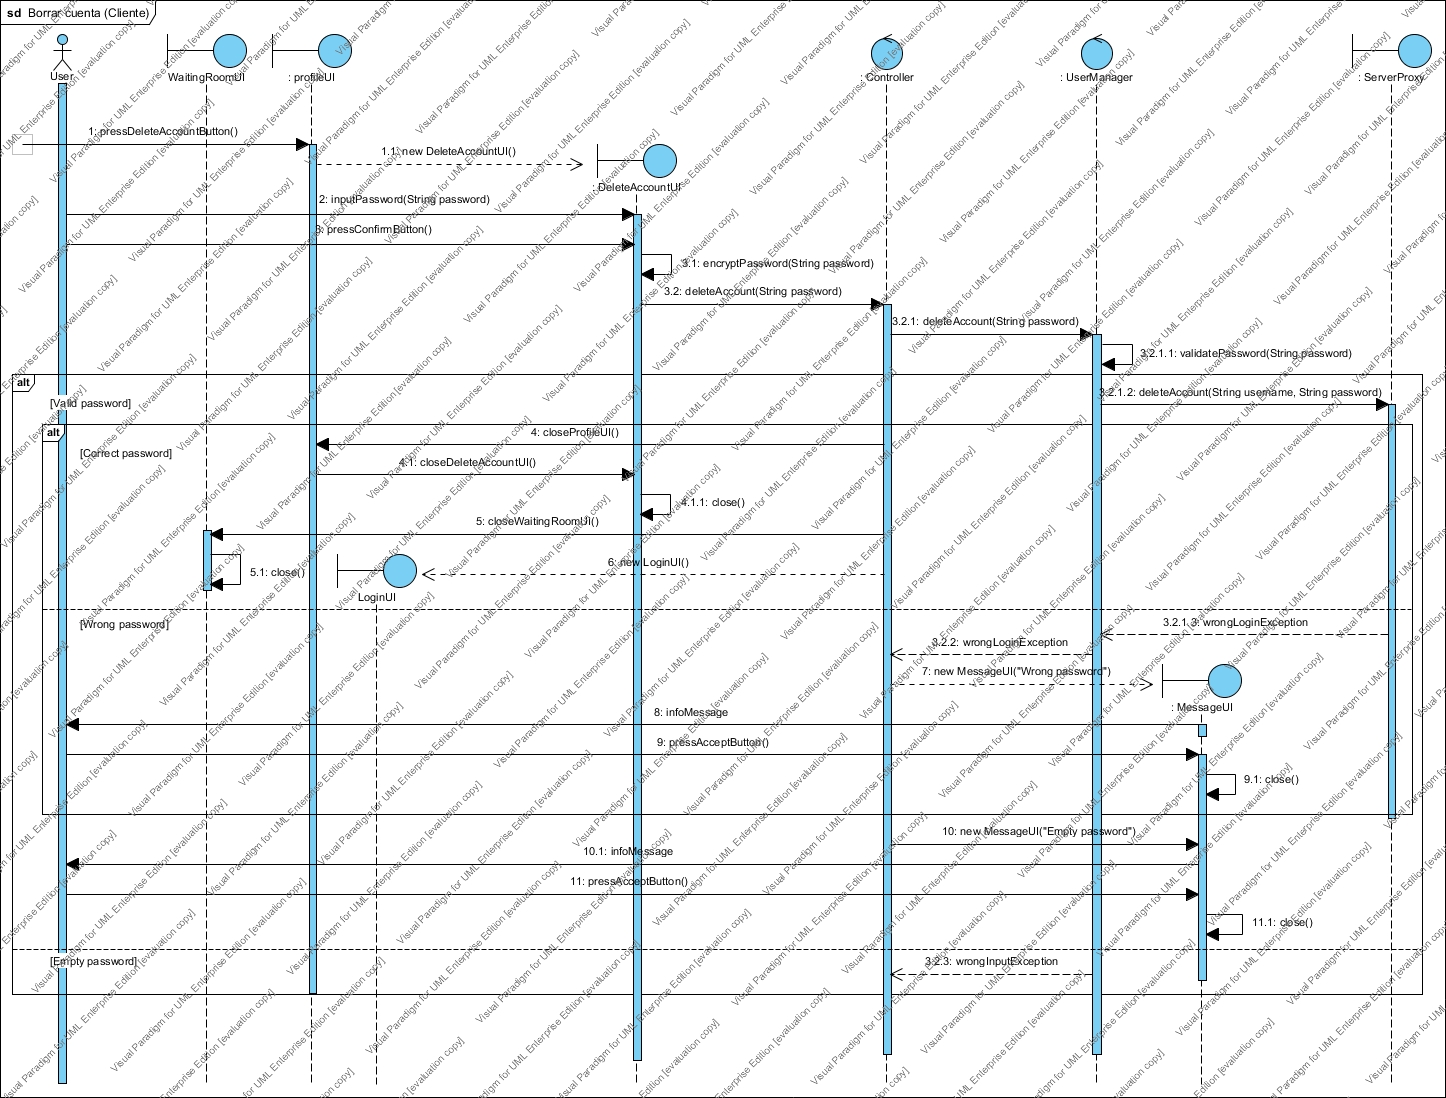 sd Borrar cuenta (Cliente)
User
WaitingRoomUI
: profileUI
: Controller
: UserManager
: ServerProxy
1: pressDeleteAccountButton()
1.1: new DeleteAccountUI()
: DeleteAccountUI
2: inputPassword(String password)
3: pressConfirmButton()
3.1: encryptPassword(String password)
3.2: deleteAccount(String password)
3.2.1: deleteAccount(String password)
3.2.1.1: validatePassword(String password)
alt
3.2.1.2: deleteAccount(String username, String password)
[Valid password]
alt
4: closeProfileUI()
[Correct password]
4.1: closeDeleteAccountUI()
4.1.1: close()
5: closeWaitingRoomUI()
6: new LoginUI()
5.1: close()
LoginUI
[Wrong password]
3.2.1.3: wrongLoginException
3.2.2: wrongLoginException
7: new MessageUI("Wrong password")
: MessageUI
8: infoMessage
9: pressAcceptButton()
9.1: close()
10: new MessageUI("Empty password")
10.1: infoMessage
11: pressAcceptButton()
11.1: close()
[Empty password]
3.2.3: wrongInputException
Visual Paradigm for UML Enterprise Edition [evaluation copy]